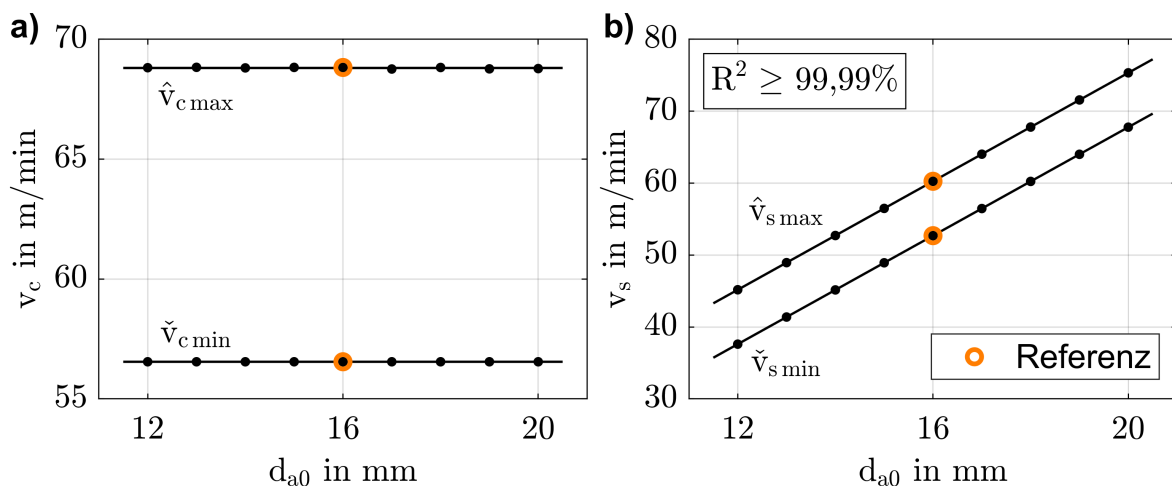 a)
70
65
60
55
v̂c max
v̌c min
vc in m/min
12 16 20
da0 in mm
b)
80
70
60
50
40
30
R² ≥ 99,99%
v̂s max
v̌s min
Referenz
vs in m/min
12 16 20
da0 in mm